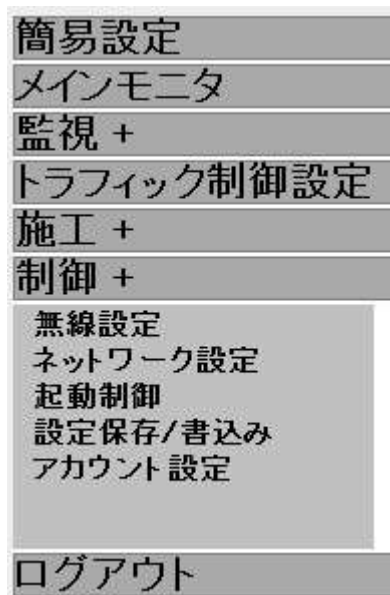 簡易設定
メインモニタ
監視 +
トラフィック制御設定
施工 +
制御 +
無線設定
ネットワーク設定
起動制御
設定保存/書込み
アカウント設定
ログアウト